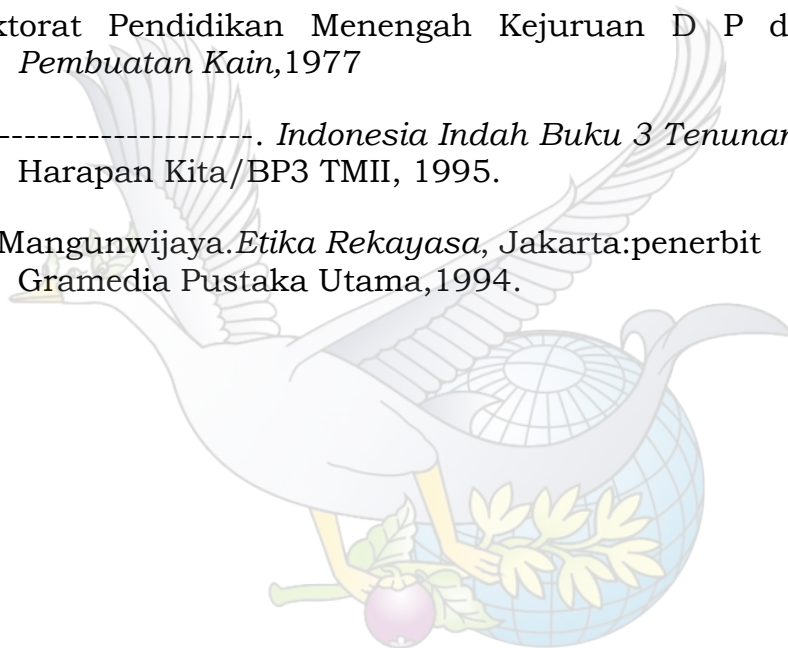 ktorat Pendidikan Menengah Kejuruan D P d
Pembuatan Kain,1977
--------------------. Indonesia Indah Buku 3 Tenunan
Harapan Kita/BP3 TMII, 1995.
Mangunwijaya.Etika Rekayasa, Jakarta:penerbit
Gramedia Pustaka Utama,1994.